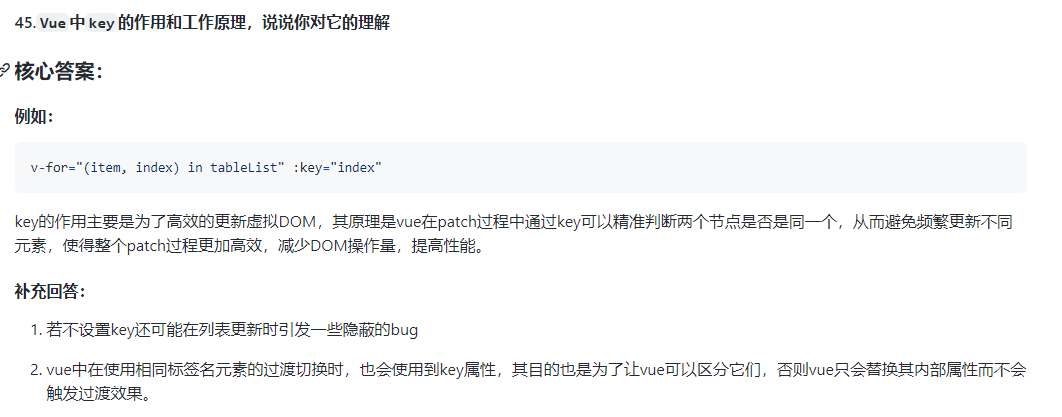 45. Vue中key的作用和工作原理，说说你对它的理解
核心答案：
例如：
v-for="(item, index) in tableList" :key="index"
key的作用主要是为了高效的更新虚拟DOM，其原理是vue在patch过程中通过key可以精准判断两个节点是否是同一个，从而避免频繁更新不同
元素，使得整个patch过程更加高效，减少DOM操作量，提高性能。
补充回答：
1. 若不设置key还可能在列表更新时引发一些隐蔽的bug
2. vue中在使用相同标签名元素的过渡切换时，也会使用到key属性，其目的也是为了让vue可以区分它们，否则vue只会替换其内部属性而不会
触发过渡效果。